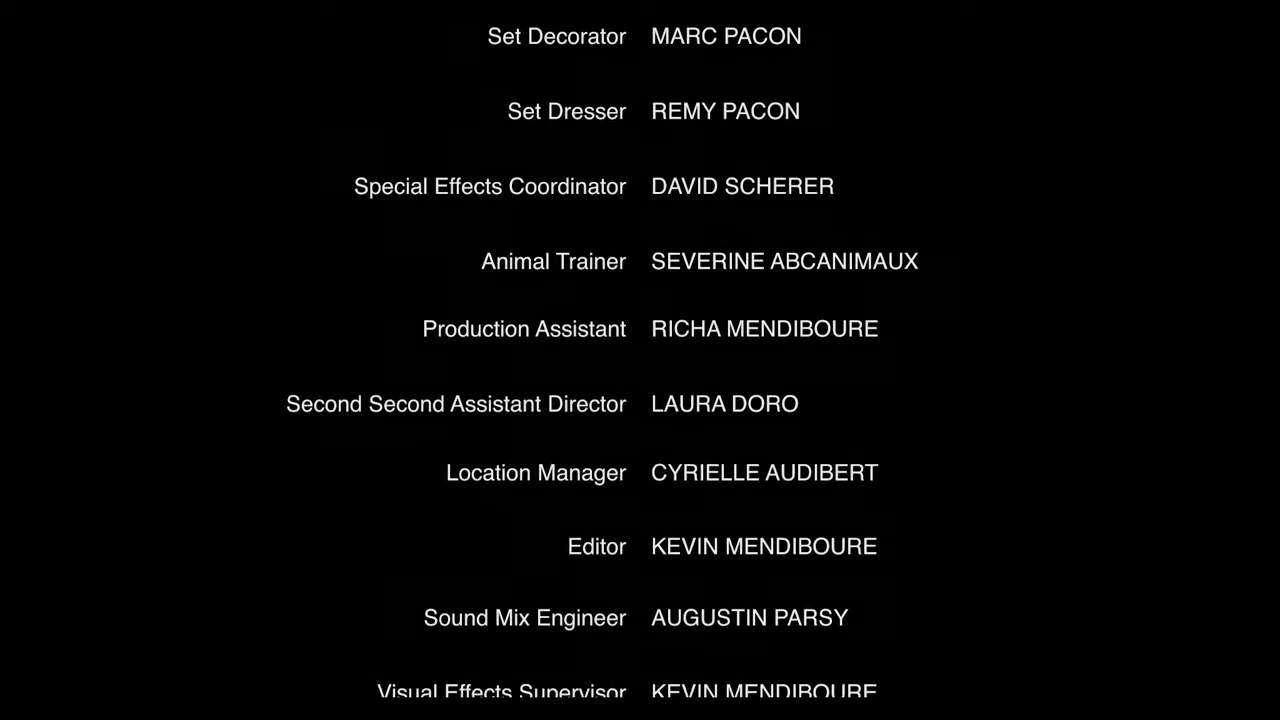 Set Decorator MARC PACON
Set Dresser REMY PACON
Special Effects Coordinator DAVID SCHERER
Animal Trainer SEVERINE ABCANIMAUX
Production Assistant RICHA MENDIBOURE
Second Second Assistant Director LAURA DORO
Location Manager CYRIELLE AUDIBERT
Editor KEVIN MENDIBOURE
Sound Mix Engineer AUGUSTIN PARSY
Visual Effects Supervisor KEVIN MENDIBOURE